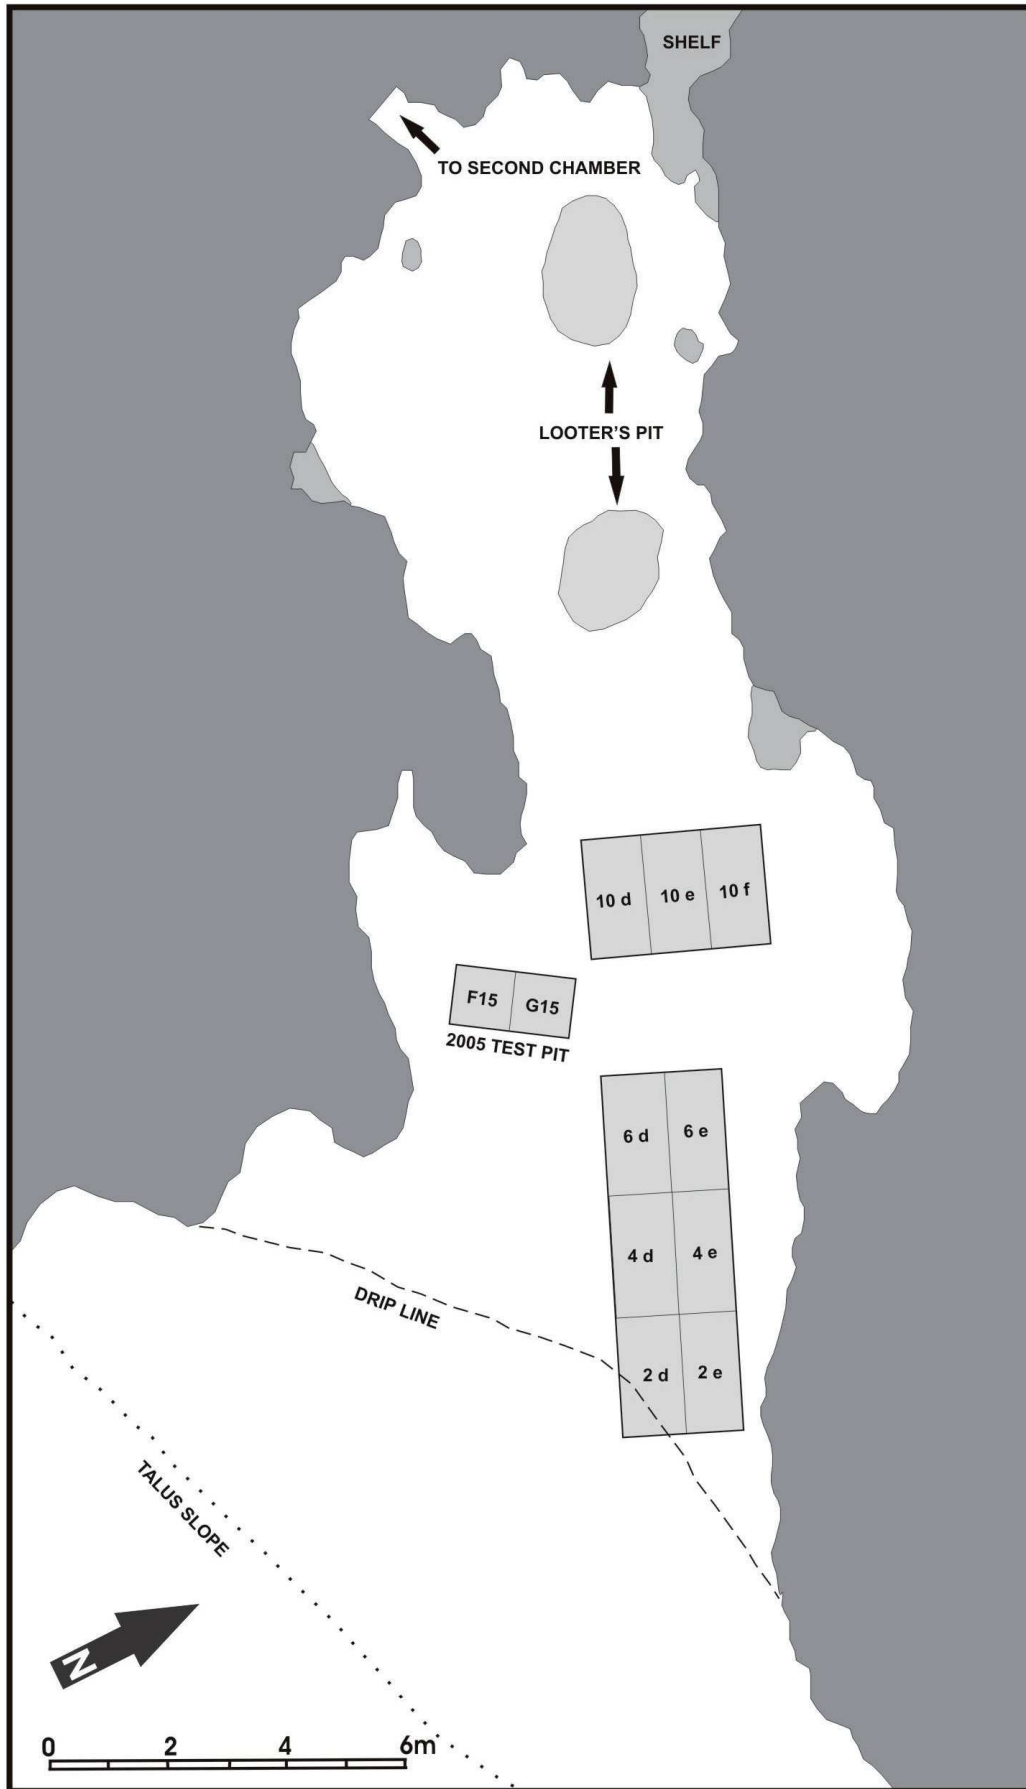 SHELF
TO SECOND CHAMBER
LOOTER'S PIT
10 d 10 e 10 f
F15 G15
2005 TEST PIT
6 d 6 e
4 d 4 e
DRIP LINE
2 d 2 e
TALUS SLOPE
N
0 2 4 6m